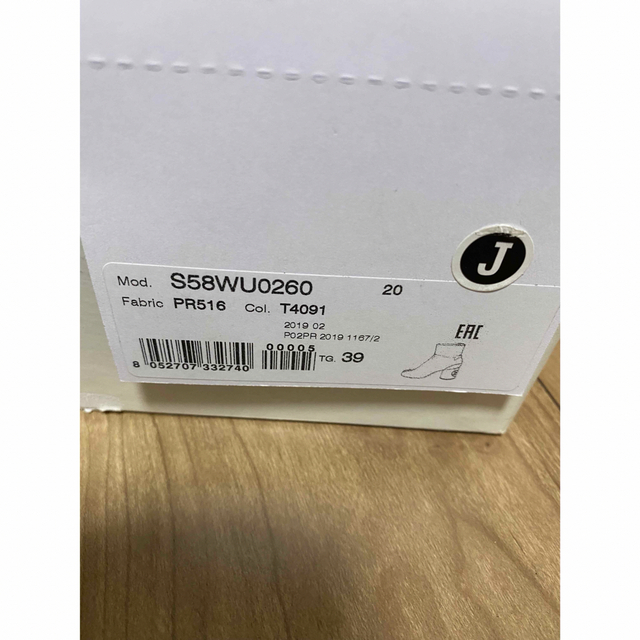 J
Mod. S58WU0260 20
Fabric PR516 Col. T4091
2019 02
P02PR 2019 1167/2
EAC
00005
TG. 39
8 052707 332740